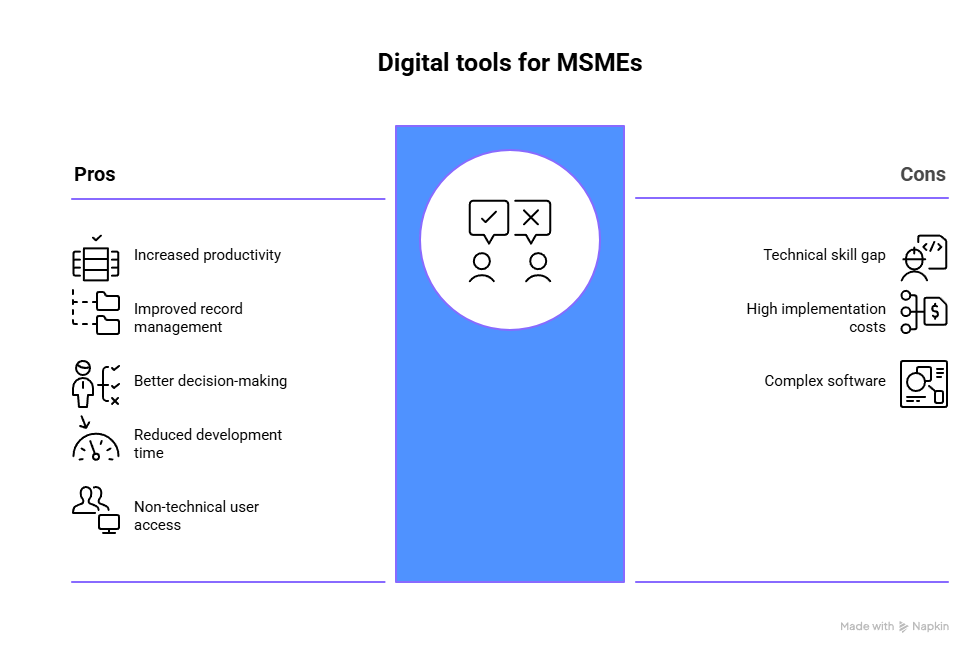 Digital tools for MSMEs
Pros
Increased productivity
Improved record
management
Better decision-making
Reduced development
time
Non-technical user
access
Cons
Technical skill gap
High implementation
costs
Complex software
Made with Napkin